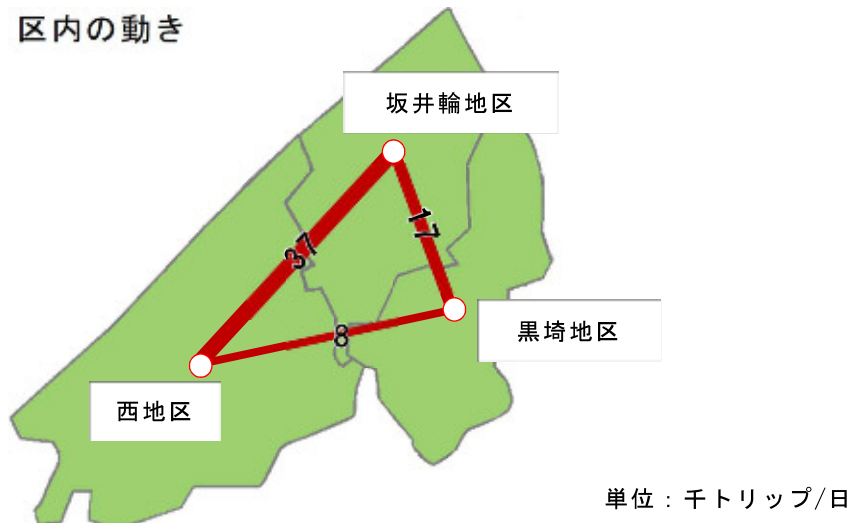 区内の動き
坂井輪地区
17
37
黒埼地区
8
西地区
単位：千トリップ/日